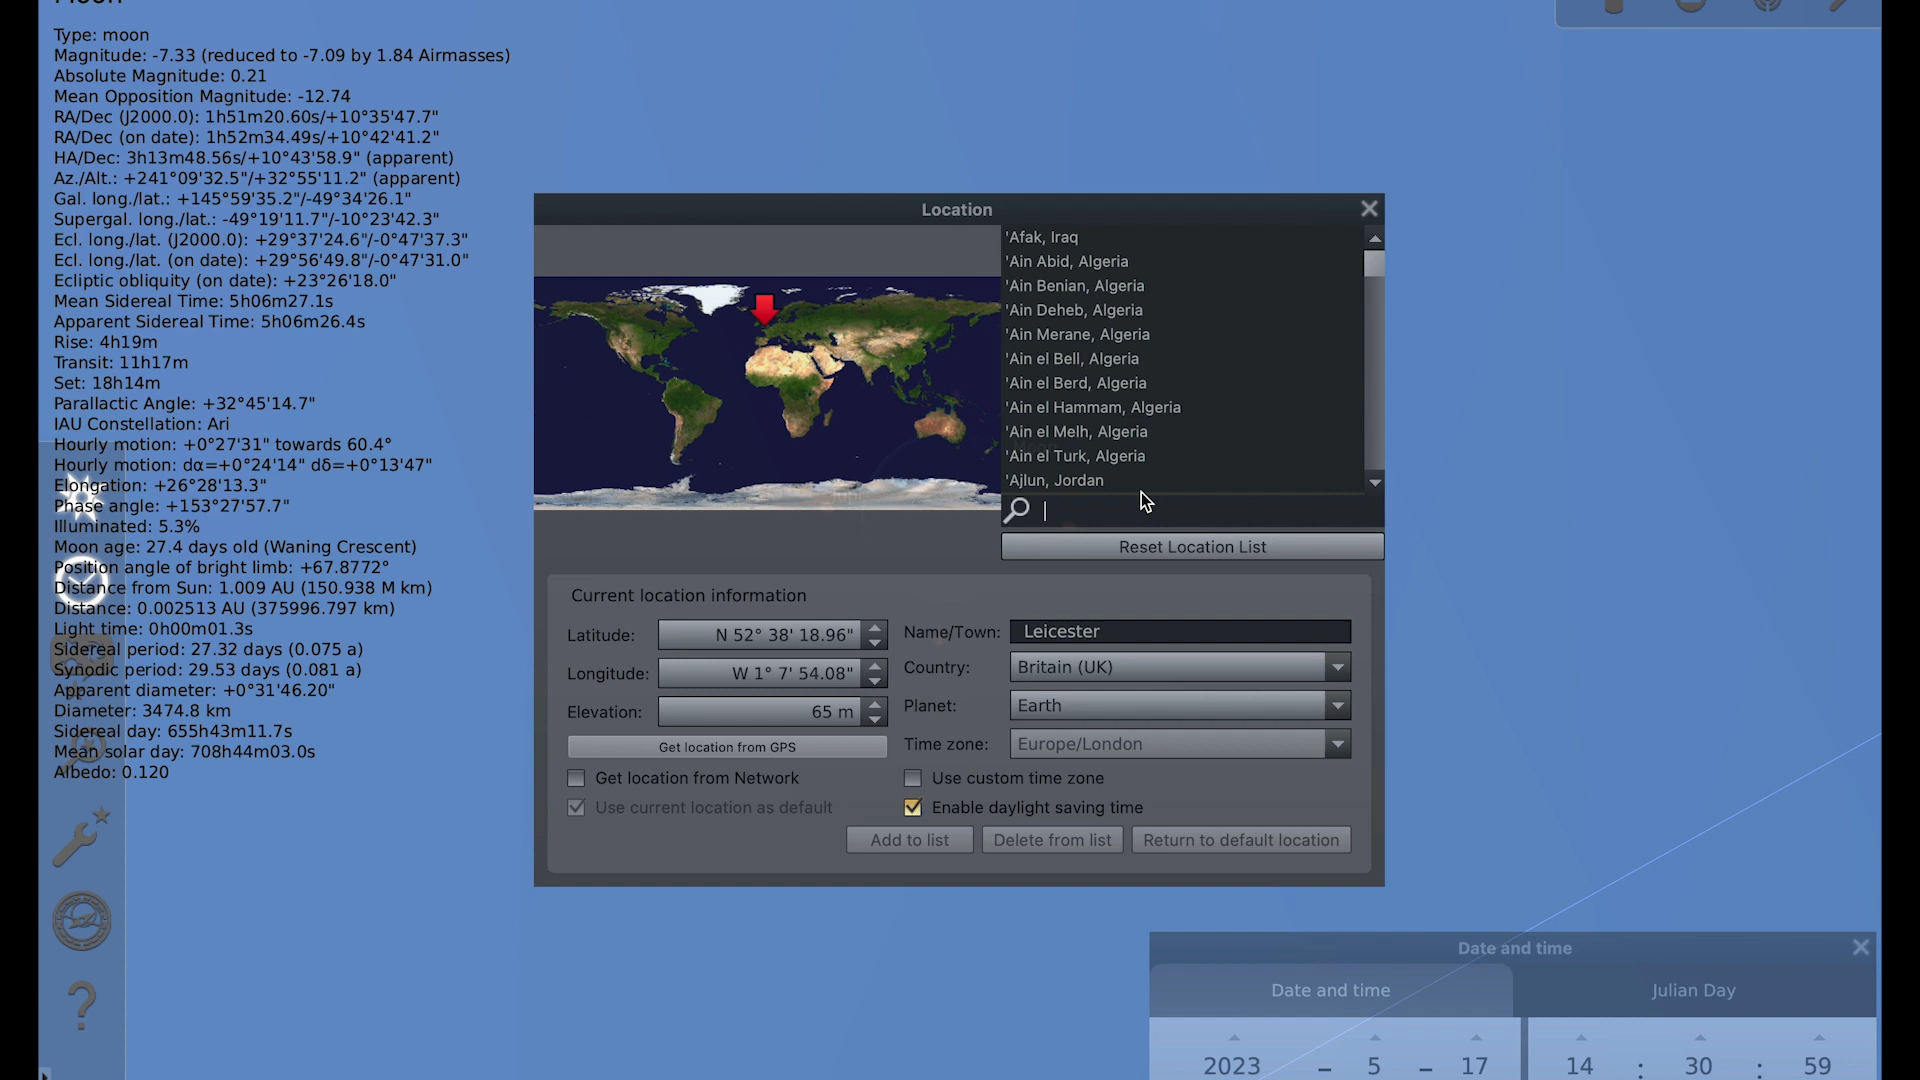 Moon
Type: moon
Magnitude: -7.33 (reduced to -7.09 by 1.84 Airmasses)
Absolute Magnitude: 0.21
Mean Opposition Magnitude: -12.74
RA/Dec (J2000.0): 1h51m20.60s/+10°35'47.7"
RA/Dec (on date): 1h52m34.49s/+10°42'41.2"
HA/Dec: 3h13m48.56s/+10°43'58.9" (apparent)
Az./Alt.: +241°09'32.5"/+32°55'11.2" (apparent)
Gal. long./lat.: +145°59'35.2"/-49°34'26.1"
Supergal. long./lat.: -49°19'11.7"/-10°23'42.3"
Ecl. long./lat. (J2000.0): +29°37'24.6"/-0°47'37.3"
Ecl. long./lat. (on date): +29°56'49.8"/-0°47'31.0"
Ecliptic obliquity (on date): +23°26'18.0"
Mean Sidereal Time: 5h06m27.1s
Apparent Sidereal Time: 5h06m26.4s
Rise: 4h19m
Transit: 11h17m
Set: 18h14m
Parallactic Angle: +32°45'14.7"
IAU Constellation: Ari
Hourly motion: +0°27'31" towards 60.4°
Hourly motion: dα=+0°24'14" dδ=+0°13'47"
Elongation: +26°28'13.3"
Phase angle: +153°27'57.7"
Illuminated: 5.3%
Moon age: 27.4 days old (Waning Crescent)
Position angle of bright limb: +67.8772°
Distance from Sun: 1.009 AU (150.938 M km)
Distance: 0.002513 AU (375996.797 km)
Light time: 0h00m01.3s
Sidereal period: 27.32 days (0.075 a)
Synodic period: 29.53 days (0.081 a)
Apparent diameter: +0°31'46.20"
Diameter: 3474.8 km
Sidereal day: 655h43m11.7s
Mean solar day: 708h44m03.0s
Albedo: 0.120
Location
'Afak, Iraq
'Ain Abid, Algeria
'Ain Benian, Algeria
'Ain Deheb, Algeria
'Ain Merane, Algeria
'Ain el Bell, Algeria
'Ain el Berd, Algeria
'Ain el Hammam, Algeria
'Ain el Melh, Algeria
'Ain el Turk, Algeria
'Ajlun, Jordan
Reset Location List
Current location information
Latitude: N 52° 38' 18.96"
Longitude: W 1° 7' 54.08"
Elevation: 65 m
Get location from GPS
Get location from Network
Use current location as default
Name/Town: Leicester
Country: Britain (UK)
Planet: Earth
Time zone: Europe/London
Use custom time zone
Enable daylight saving time
Add to list
Delete from list
Return to default location
Date and time
Date and time
Julian Day
2023 – 5 – 17
14 : 30 : 59